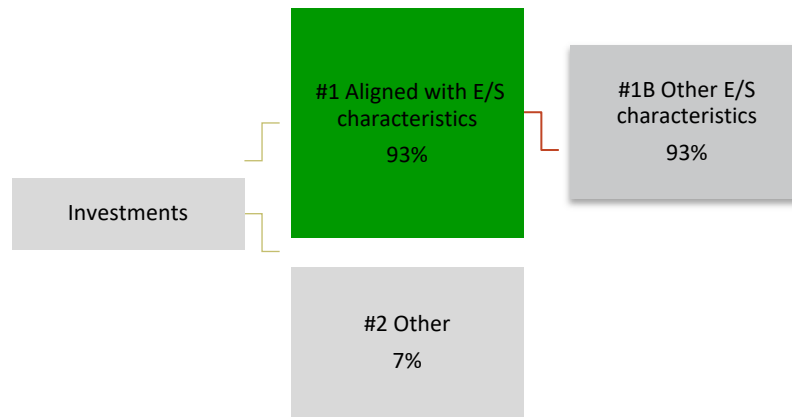 #1 Aligned with E/S
characteristics
93%
#1B Other E/S
characteristics
93%
Investments
#2 Other
7%